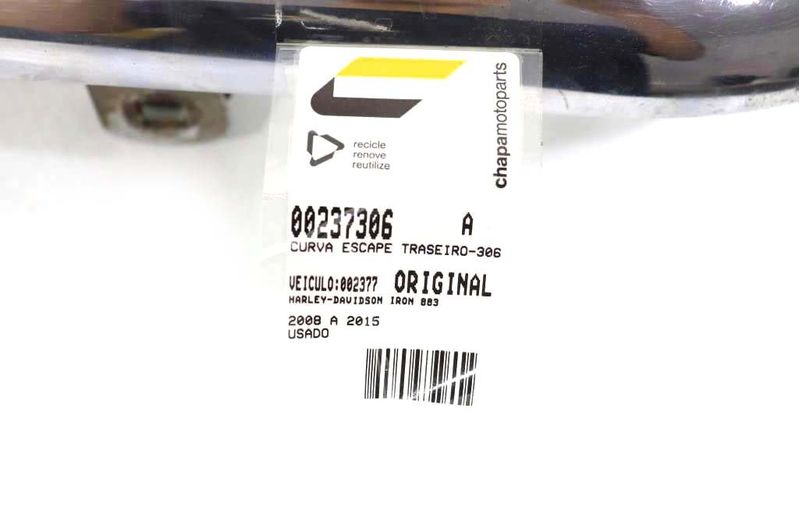 recicle
renove
reutilize
chapamotoparts
00237306 A
CURVA ESCAPE TRASEIRO-306
VEICULO:002377 ORIGINAL
HARLEY-DAVIDSON IRON 883
2008 A 2015
USADO